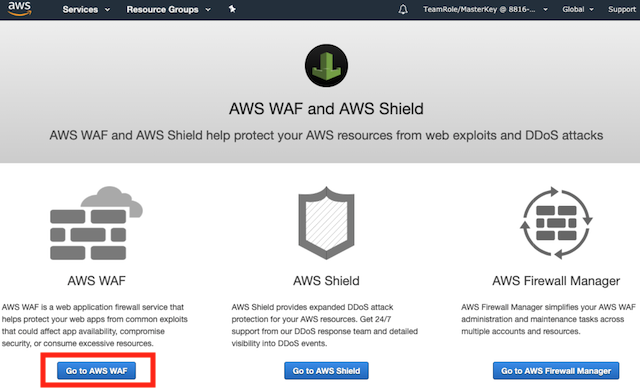 aws Services Resource Groups TeamRole/MasterKey @ 8816-... Global Support
AWS WAF and AWS Shield
AWS WAF and AWS Shield help protect your AWS resources from web exploits and DDoS attacks
AWS WAF
AWS WAF is a web application firewall service that
helps protect your web apps from common exploits
that could affect app availability, compromise
security, or consume excessive resources.
Go to AWS WAF
AWS Shield
AWS Shield provides expanded DDoS attack
protection for your AWS resources. Get 24/7
support from our DDoS response team and detailed
visibility into DDoS events.
Go to AWS Shield
AWS Firewall Manager
AWS Firewall Manager simplifies your AWS WAF
administration and maintenance tasks across
multiple accounts and resources.
Go to AWS Firewall Manager